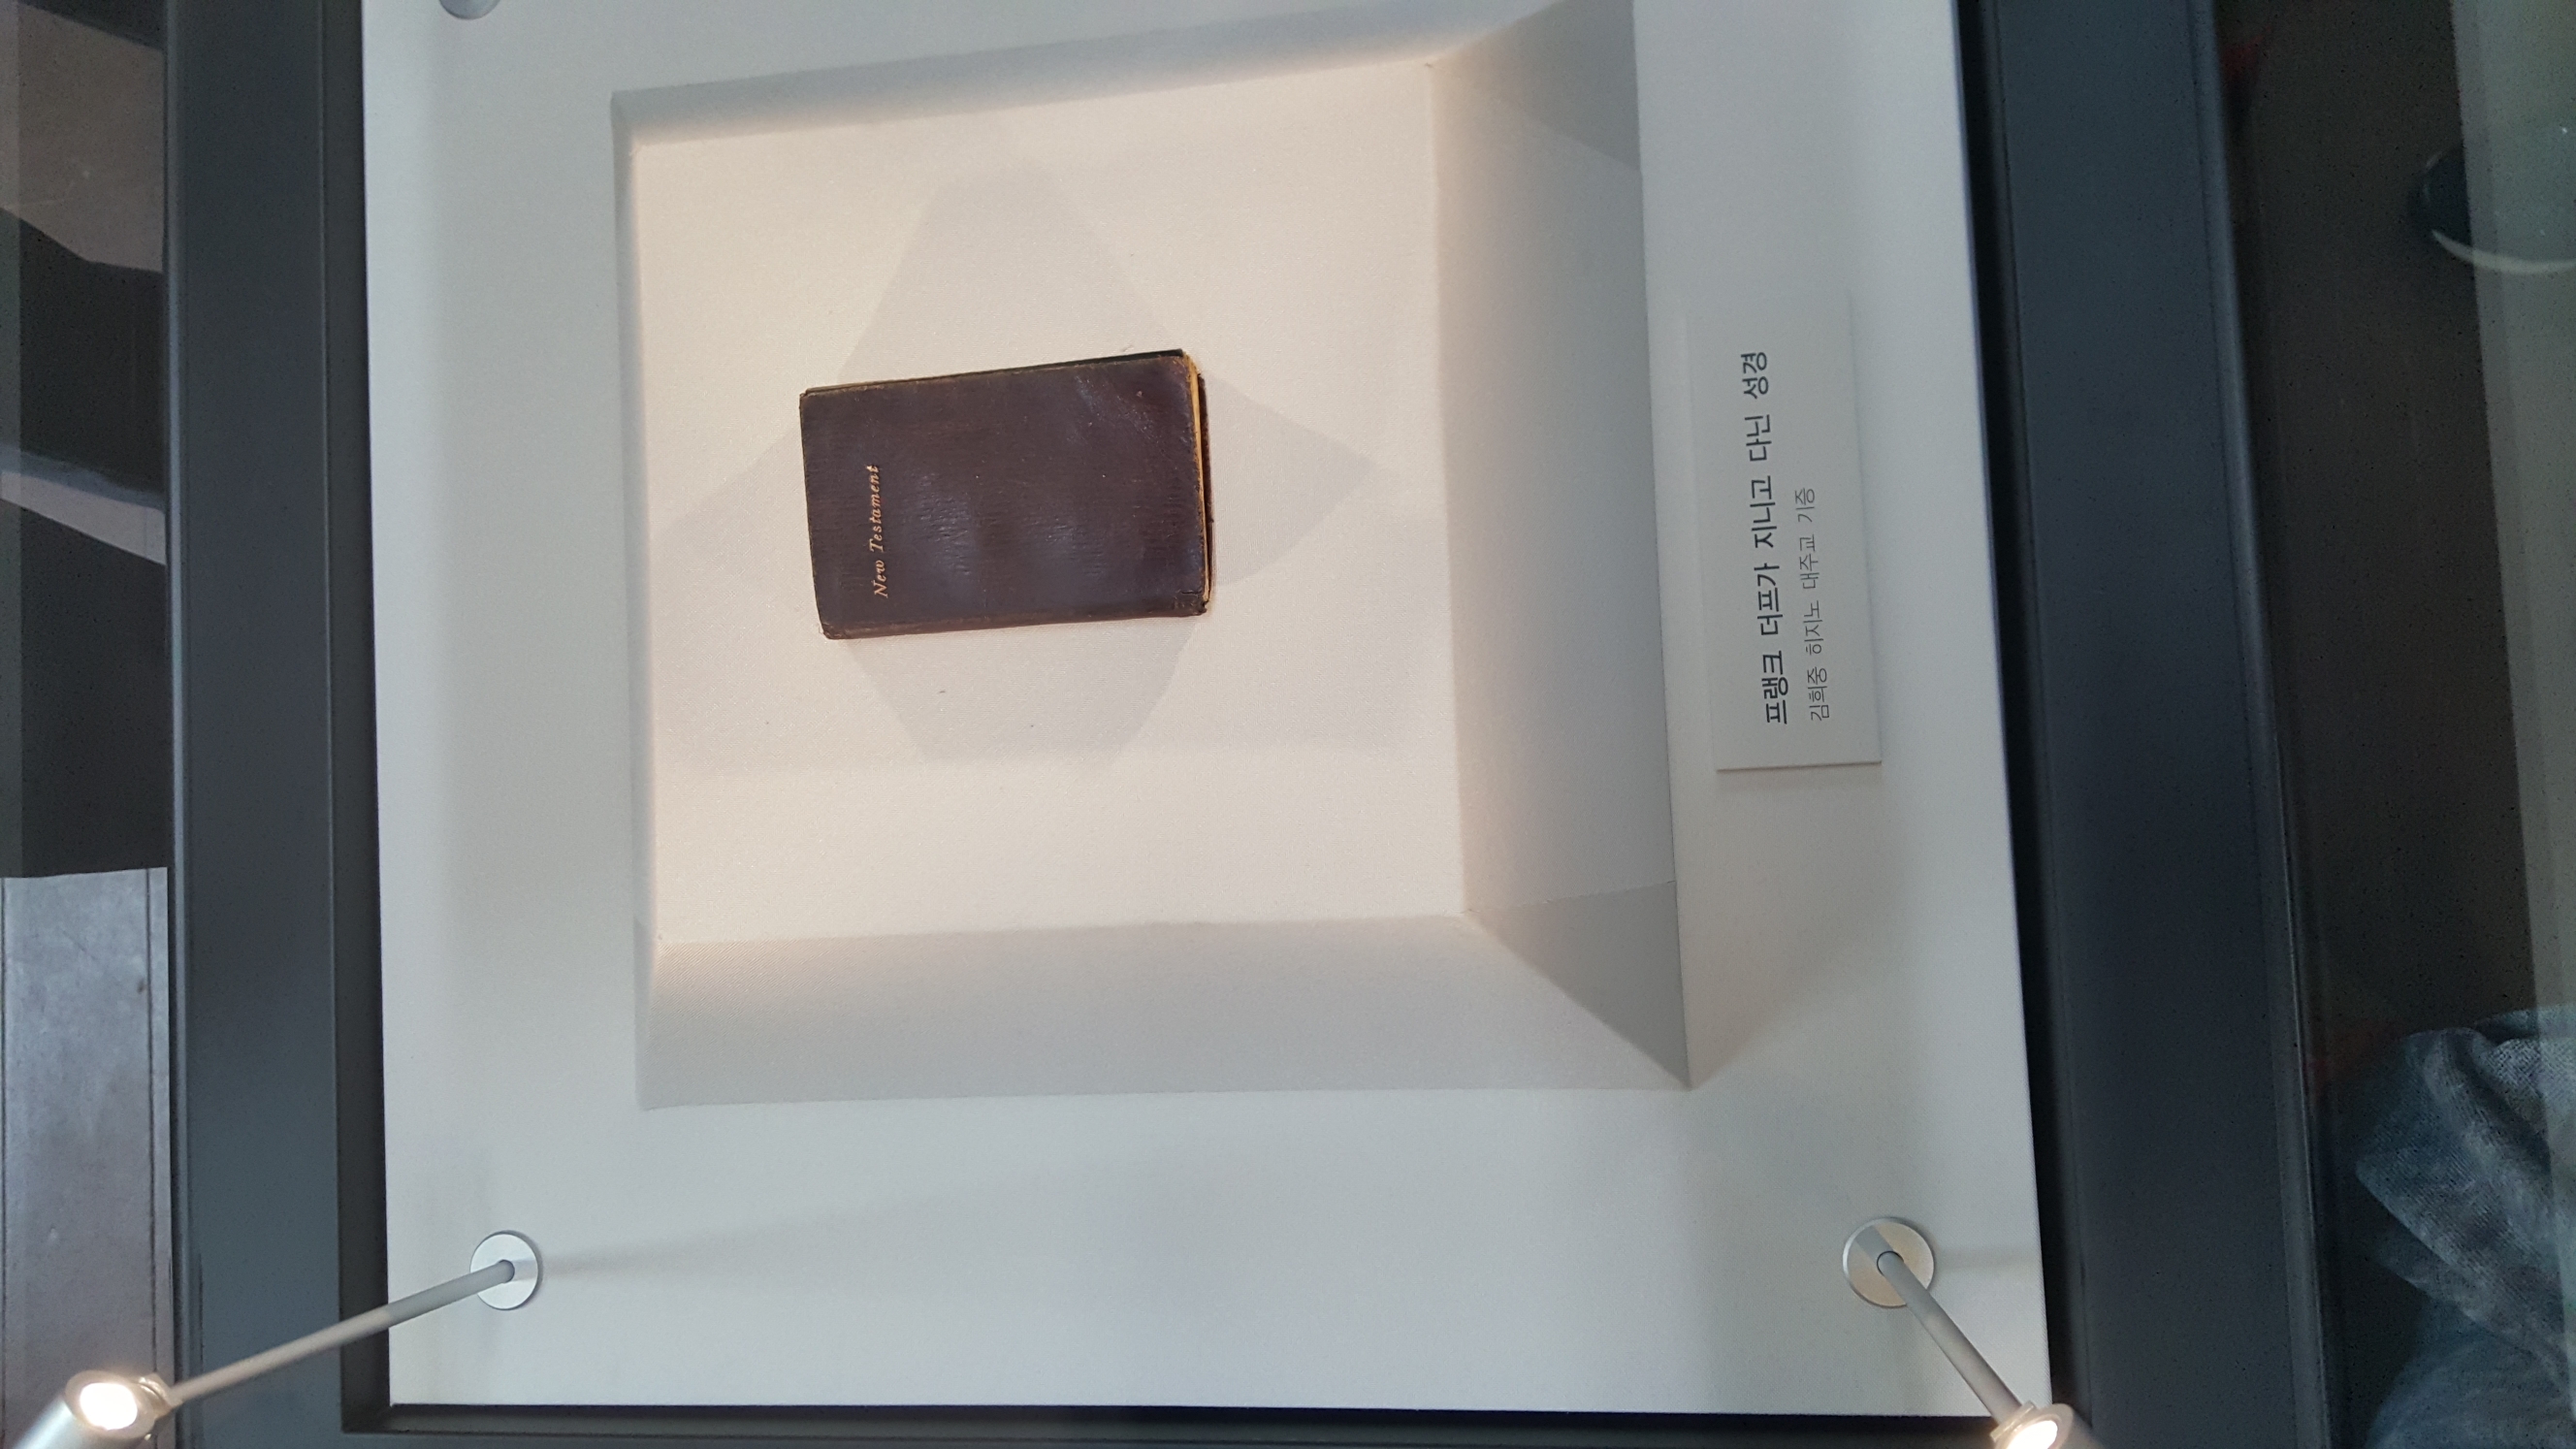 New Testament
프랭크 더프가 지니고 다닌 성경
김희중 히지노 대주교 기증